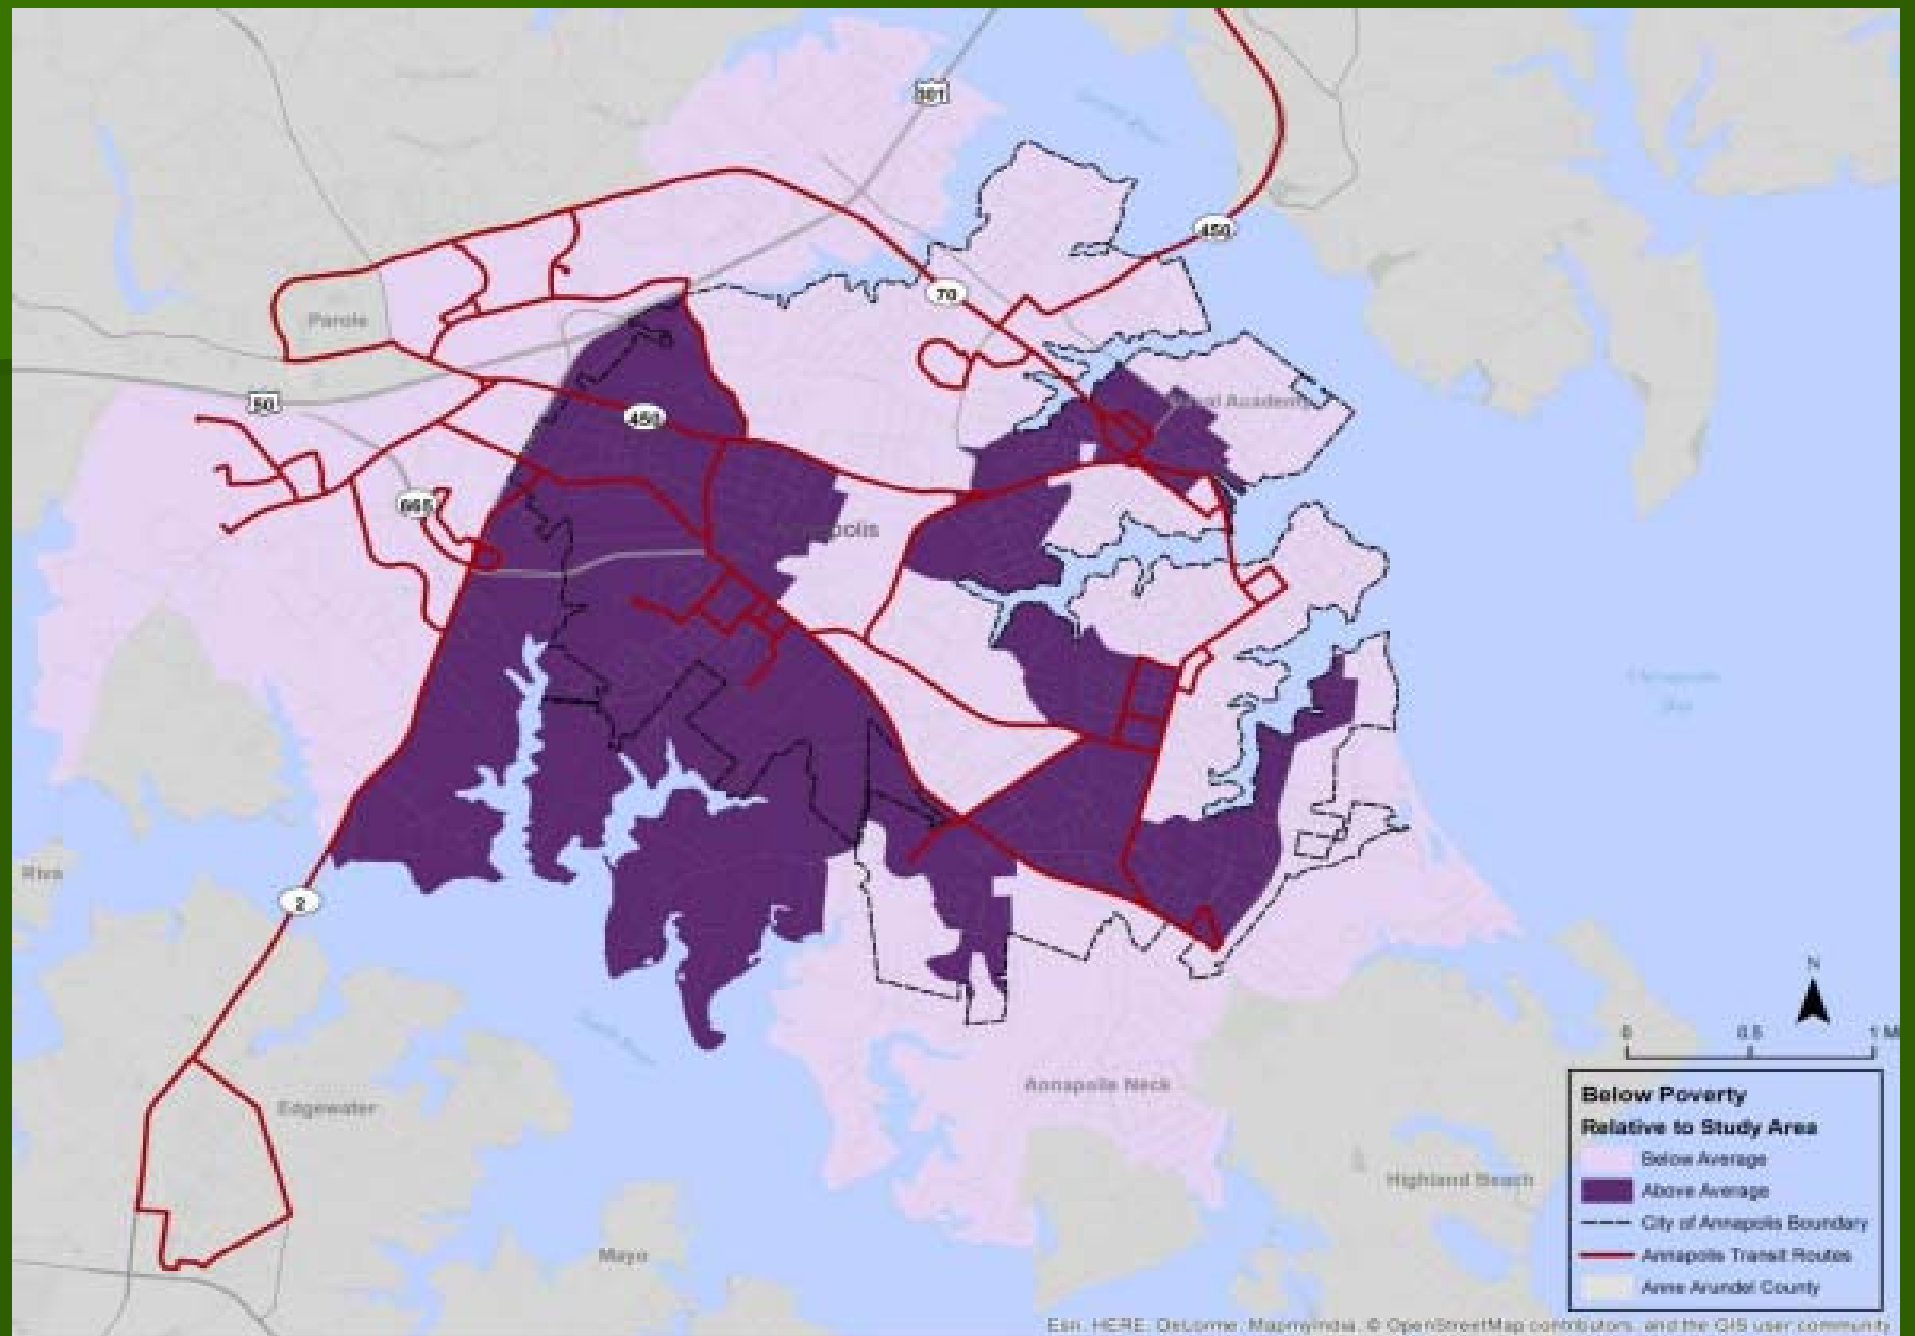 301
450
70
Parole
50
450
Naval Academy
665
Annapolis
Riva
2
N
0 0.5 1 M
Edgewater
Annapolis Neck
Highland Beach
Mayo
Below Poverty
Relative to Study Area
Below Average
Above Average
City of Annapolis Boundary
Annapolis Transit Routes
Anne Arundel County
Esri, HERE, DeLorme, MapmyIndia, © OpenStreetMap contributors, and the GIS user community